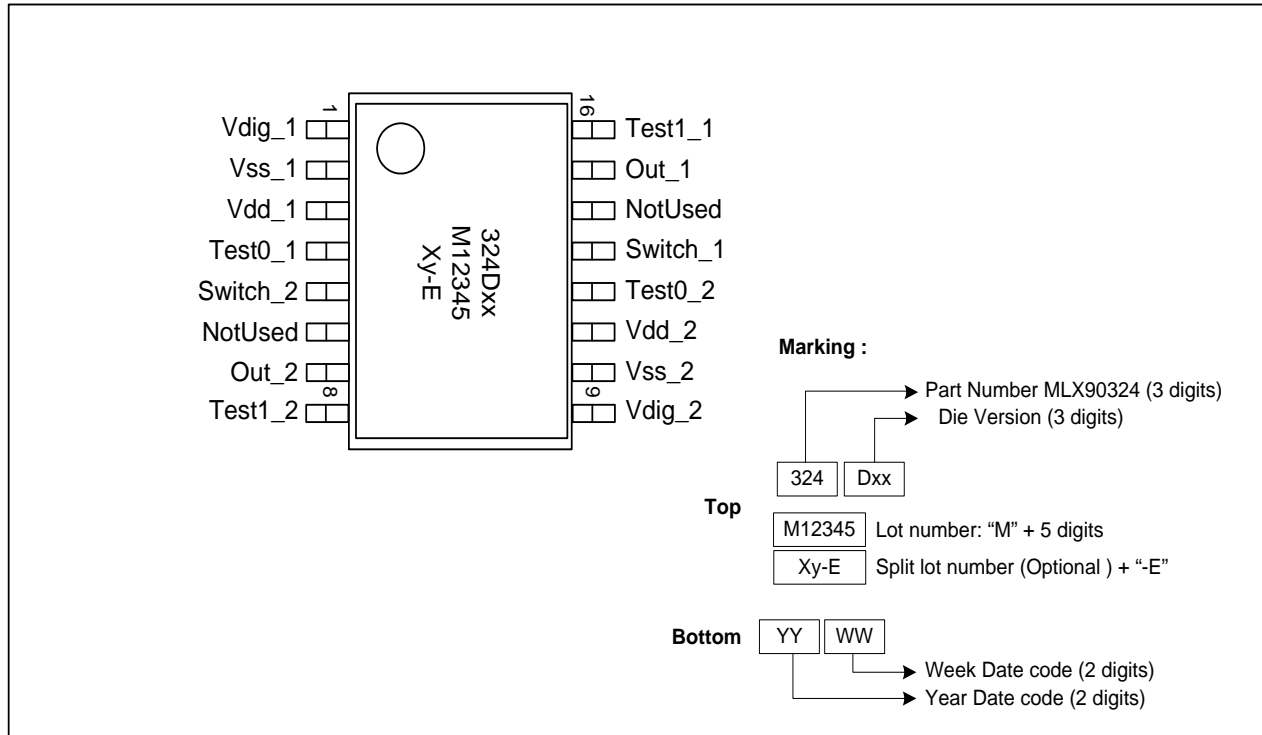 1
16
Vdig_1
Test1_1
Vss_1
Out_1
Vdd_1
NotUsed
Test0_1
Switch_1
Switch_2
Test0_2
NotUsed
Vdd_2
Out_2
Vss_2
8
9
Test1_2
Vdig_2
324Dxx
M12345
Xy-E
Marking :
Part Number MLX90324 (3 digits)
Die Version (3 digits)
324 Dxx
Top
M12345 Lot number: “M” + 5 digits
Xy-E Split lot number (Optional ) + “-E”
Bottom YY WW
Week Date code (2 digits)
Year Date code (2 digits)